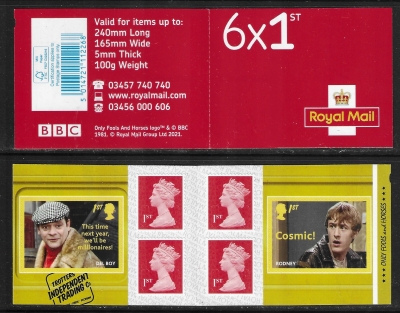 Valid for items up to:
240mm Long
165mm Wide
5mm Thick
100g Weight
03457 740 740
www.royalmail.com
03456 000 606
BBC
Only Fools And Horses logo™ & © BBC
1981. © Royal Mail Group Ltd 2021.
6x1ST
Royal Mail
1ST
This time
next year,
we'll be
millionaires!
DEL BOY
TROTTERS
INDEPENDENT
TRADING Co
1ST
1ST
1ST
1ST
1ST
Cosmic!
RODNEY
ONLY FOOLS and HORSES